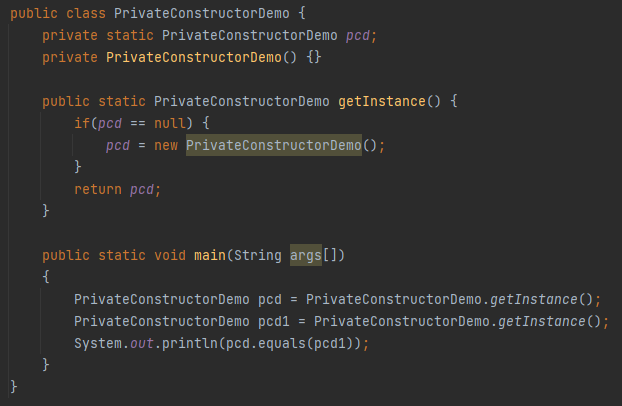 public class PrivateConstructorDemo {
    private static PrivateConstructorDemo pcd;
    private PrivateConstructorDemo() {}
    public static PrivateConstructorDemo getInstance() {
        if(pcd == null) {
            pcd = new PrivateConstructorDemo();
        }
        return pcd;
    }
    public static void main(String args[])
    {
        PrivateConstructorDemo pcd = PrivateConstructorDemo.getInstance();
        PrivateConstructorDemo pcd1 = PrivateConstructorDemo.getInstance();
        System.out.println(pcd.equals(pcd1));
    }
}